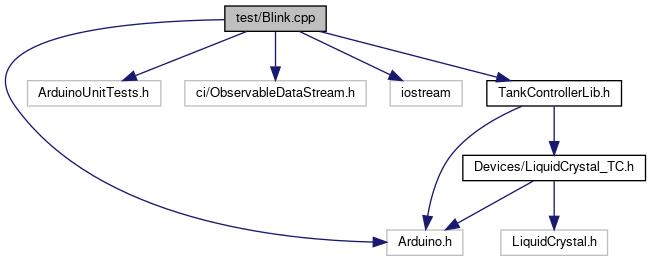 test/Blink.cpp
ArduinoUnitTests.h
ci/ObservableDataStream.h
iostream
TankControllerLib.h
Devices/LiquidCrystal_TC.h
Arduino.h
LiquidCrystal.h